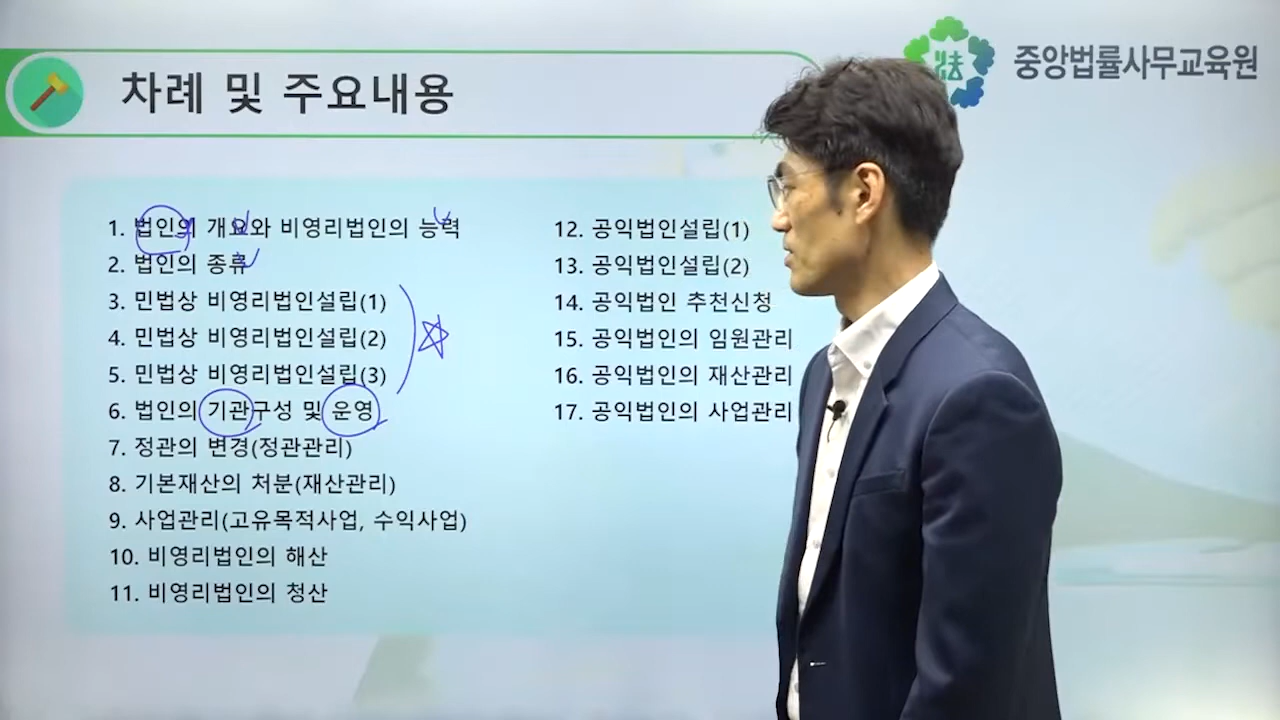 차례 및 주요내용
중앙법률사무교육원
1. 법인의 개요와 비영리법인의 능력
2. 법인의 종류
3. 민법상 비영리법인설립(1)
4. 민법상 비영리법인설립(2)
5. 민법상 비영리법인설립(3)
6. 법인의 기관구성 및 운영
7. 정관의 변경(정관관리)
8. 기본재산의 처분(재산관리)
9. 사업관리(고유목적사업, 수익사업)
10. 비영리법인의 해산
11. 비영리법인의 청산
12. 공익법인설립(1)
13. 공익법인설립(2)
14. 공익법인 추천신청
15. 공익법인의 임원관리
16. 공익법인의 재산관리
17. 공익법인의 사업관리